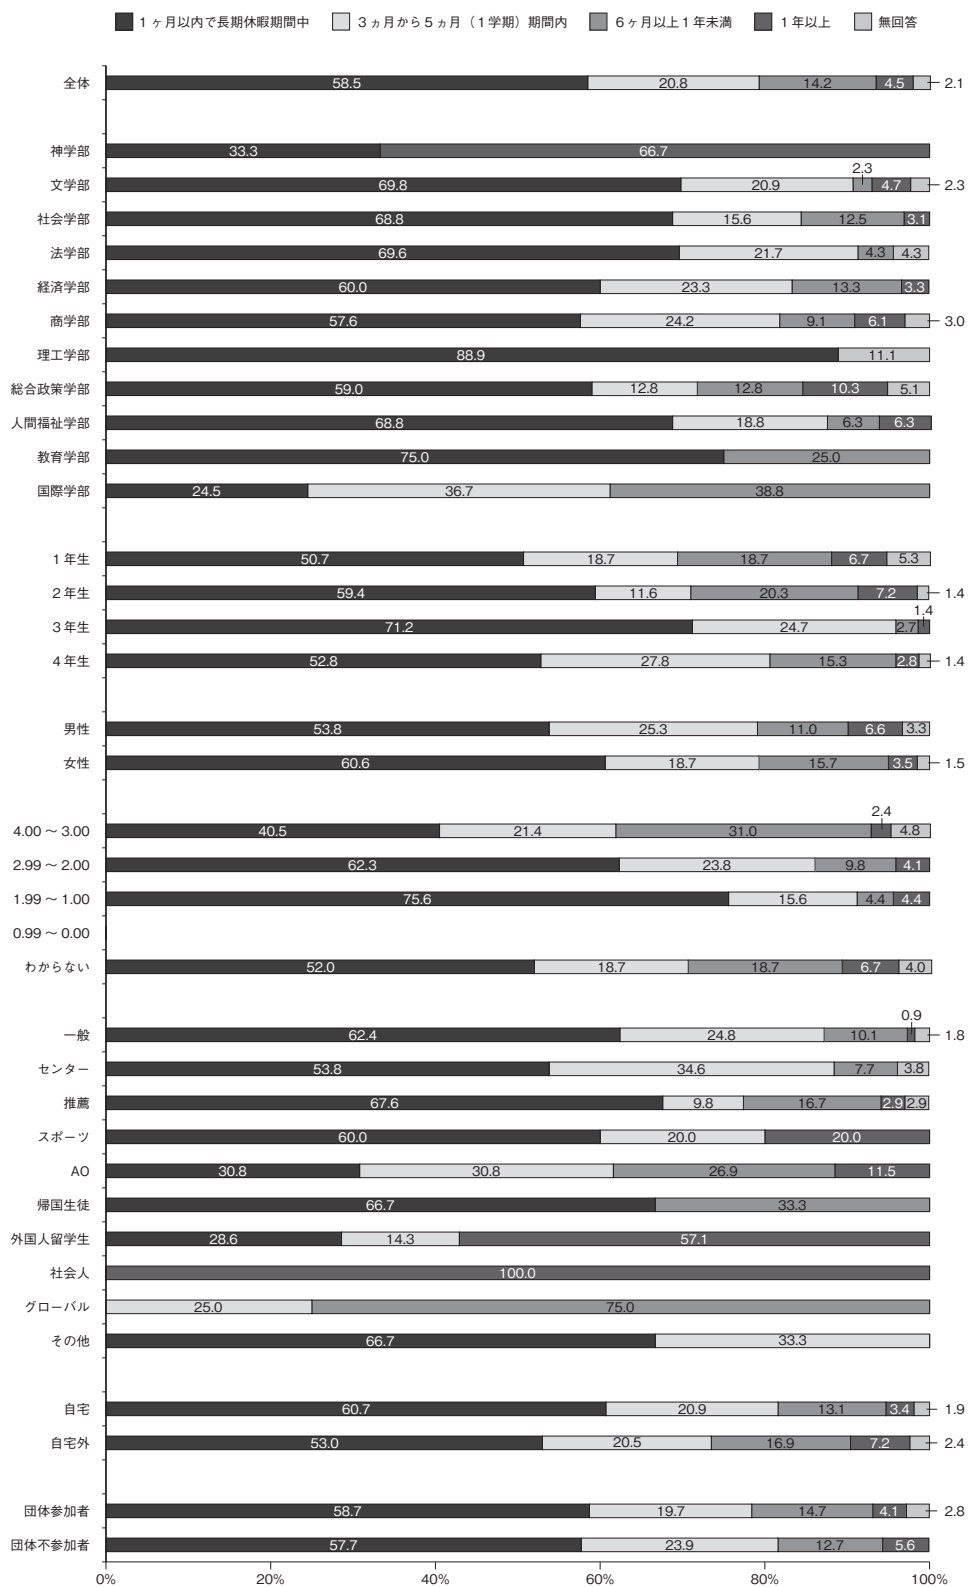 1ヶ月以内で長期休暇期間中 3ヵ月から5ヵ月（1学期）期間内 6ヶ月以上1年未満 1年以上 無回答
全体 58.5 20.8 14.2 4.5 2.1
神学部 33.3 66.7
2.3
文学部 69.8 20.9 4.7 2.3
社会学部 68.8 15.6 12.5 3.1
法学部 69.6 21.7 4.3 4.3
経済学部 60.0 23.3 13.3 3.3
商学部 57.6 24.2 9.1 6.1 3.0
理工学部 88.9 11.1
総合政策学部 59.0 12.8 12.8 10.3 5.1
人間福祉学部 68.8 18.8 6.3 6.3
教育学部 75.0 25.0
国際学部 24.5 36.7 38.8
1年生 50.7 18.7 18.7 6.7 5.3
2年生 59.4 11.6 20.3 7.2 1.4
1.4
3年生 71.2 24.7 2.7
4年生 52.8 27.8 15.3 2.8 1.4
男性 53.8 25.3 11.0 6.6 3.3
女性 60.6 18.7 15.7 3.5 1.5
2.4
4.00～3.00 40.5 21.4 31.0 4.8
2.99～2.00 62.3 23.8 9.8 4.1
1.99～1.00 75.6 15.6 4.4 4.4
0.99～0.00
わからない 52.0 18.7 18.7 6.7 4.0
0.9
一般 62.4 24.8 10.1 1.8
センター 53.8 34.6 7.7 3.8
推薦 67.6 9.8 16.7 2.9 2.9
スポーツ 60.0 20.0 20.0
AO 30.8 30.8 26.9 11.5
帰国生徒 66.7 33.3
外国人留学生 28.6 14.3 57.1
社会人 100.0
グローバル 25.0 75.0
その他 66.7 33.3
自宅 60.7 20.9 13.1 3.4 1.9
自宅外 53.0 20.5 16.9 7.2 2.4
団体参加者 58.7 19.7 14.7 4.1 2.8
団体不参加者 57.7 23.9 12.7 5.6
0% 20% 40% 60% 80% 100%